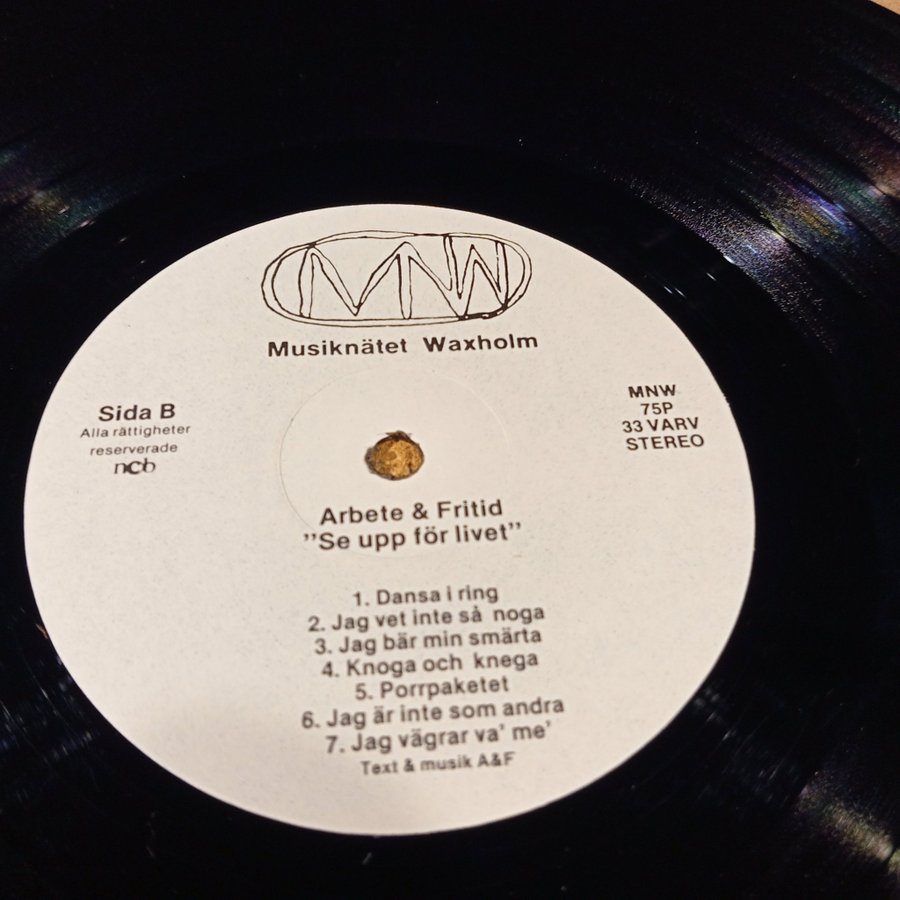 MNW
Musiknätet Waxholm
Sida B
Alla rättigheter
reserverade
ncb
MNW
75P
33 VARV
STEREO
Arbete & Fritid
”Se upp för livet”
1. Dansa i ring
2. Jag vet inte så noga
3. Jag bär min smärta
4. Knoga och knega
5. Porrpaketet
6. Jag är inte som andra
7. Jag vägrar va’ me’
Text & musik A&F